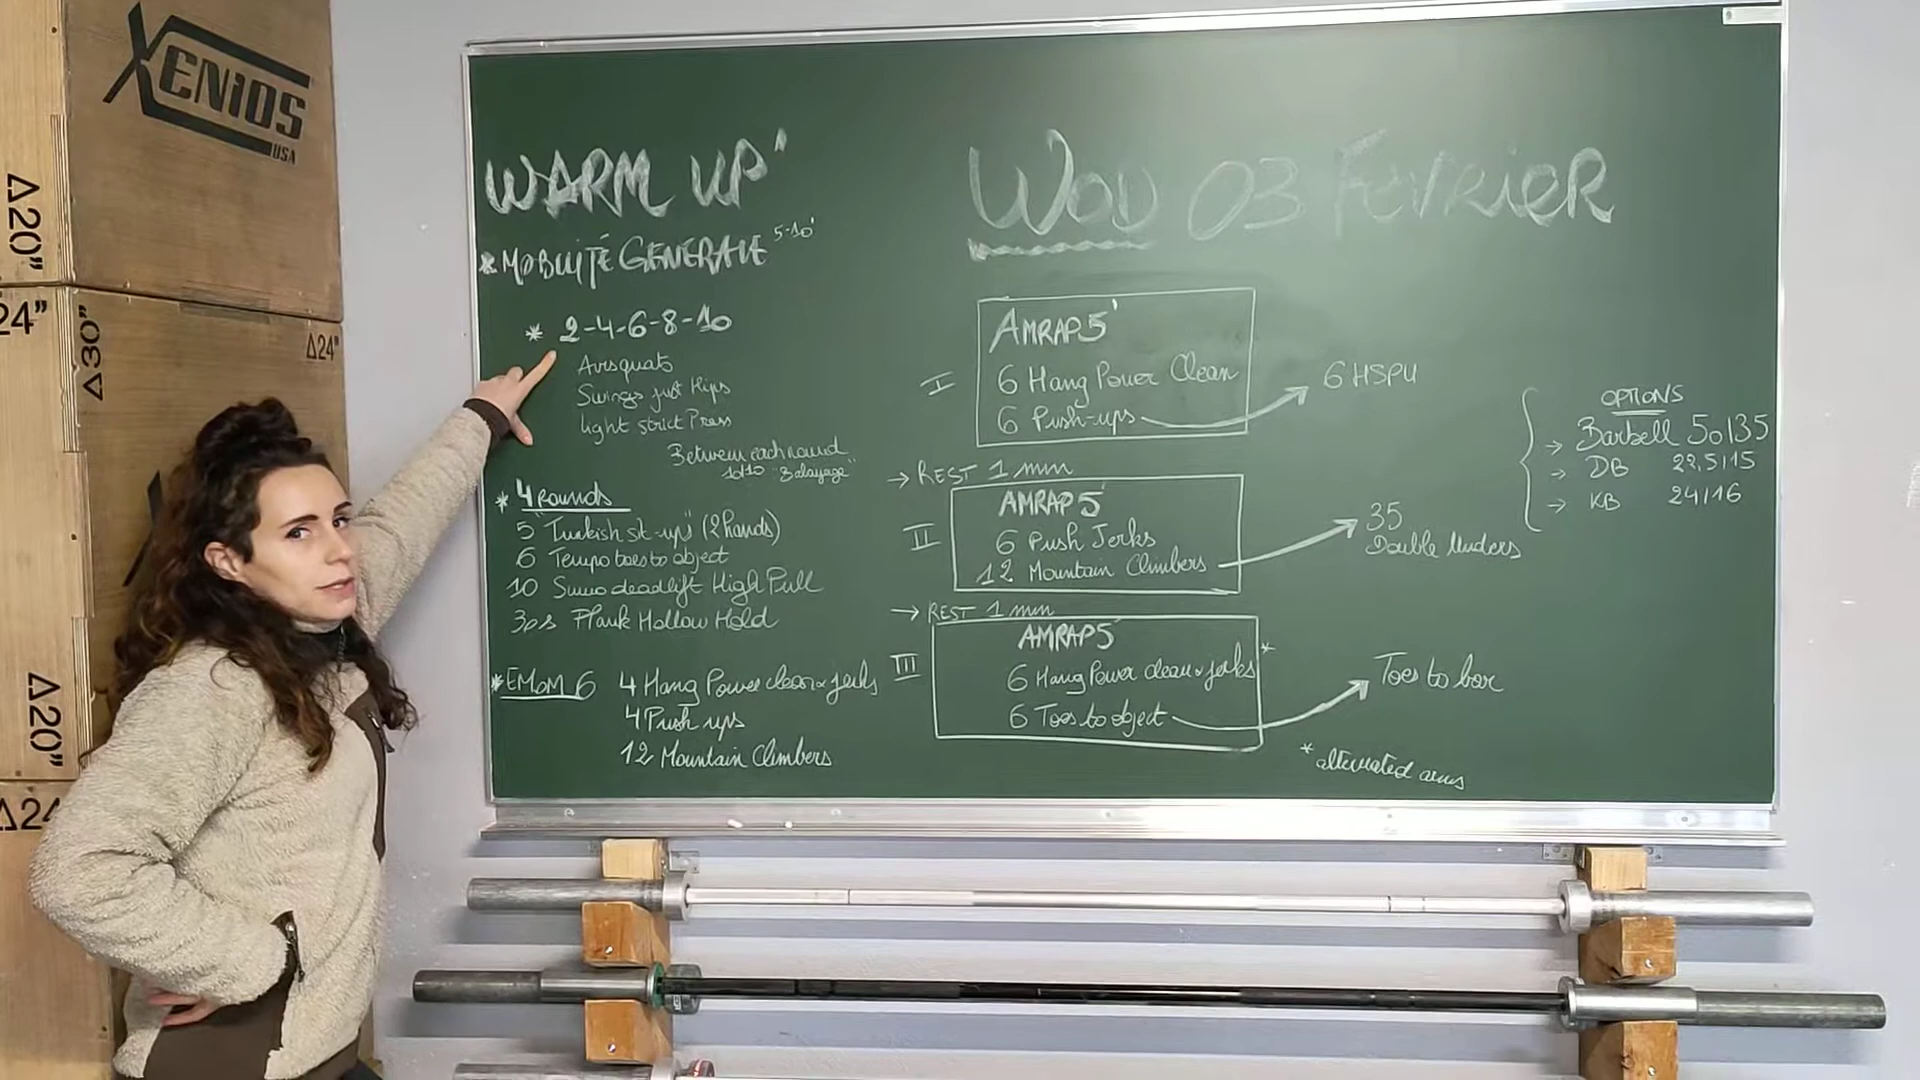 XENIOS
USA
Δ20"
24"
Δ30"
Δ24"
Δ20"
Δ24
WARM UP'
* MOBILITÉ GENERALE 5-10'
* 2-4-6-8-10
Airsquats
Swings just Hips
light strict Press
Between each round
10/10 "Balayage"
* 4 Rounds
5 "Turkish sit-ups" (2 hands)
6 Tempo toes to object
10 Sumo deadlift High Pull
30s Plank Hollow Hold
* EMOM 6 4 Hang Power clean & jerks
4 Push ups
12 Mountain Climbers
WOD 03 FEVRIER
I
AMRAP 5'
6 Hang Power Clean
6 Push-ups → 6 HSPU
→ REST 1 min
II
AMRAP 5'
6 Push Jerks
12 Mountain Climbers → 35 Double Unders
→ REST 1 min
III
AMRAP 5'
6 Hang Power clean & jerks *
6 Toes to object → Toes to bar
* alternated arms
OPTIONS
→ Barbell 50/35
→ DB 22,5/15
→ KB 24/16